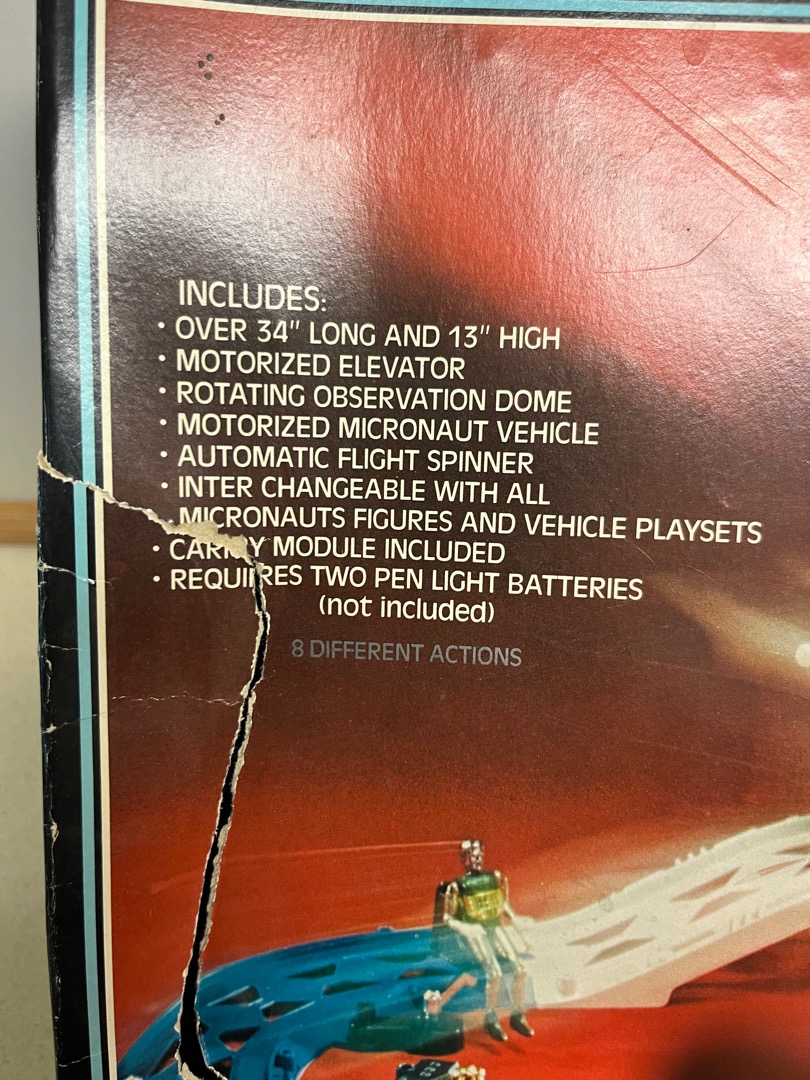 INCLUDES:
• OVER 34" LONG AND 13" HIGH
• MOTORIZED ELEVATOR
• ROTATING OBSERVATION DOME
• MOTORIZED MICRONAUT VEHICLE
• AUTOMATIC FLIGHT SPINNER
• INTER CHANGEABLE WITH ALL
MICRONAUTS FIGURES AND VEHICLE PLAYSETS
• CARRY MODULE INCLUDED
• REQUIRES TWO PEN LIGHT BATTERIES
(not included)
8 DIFFERENT ACTIONS